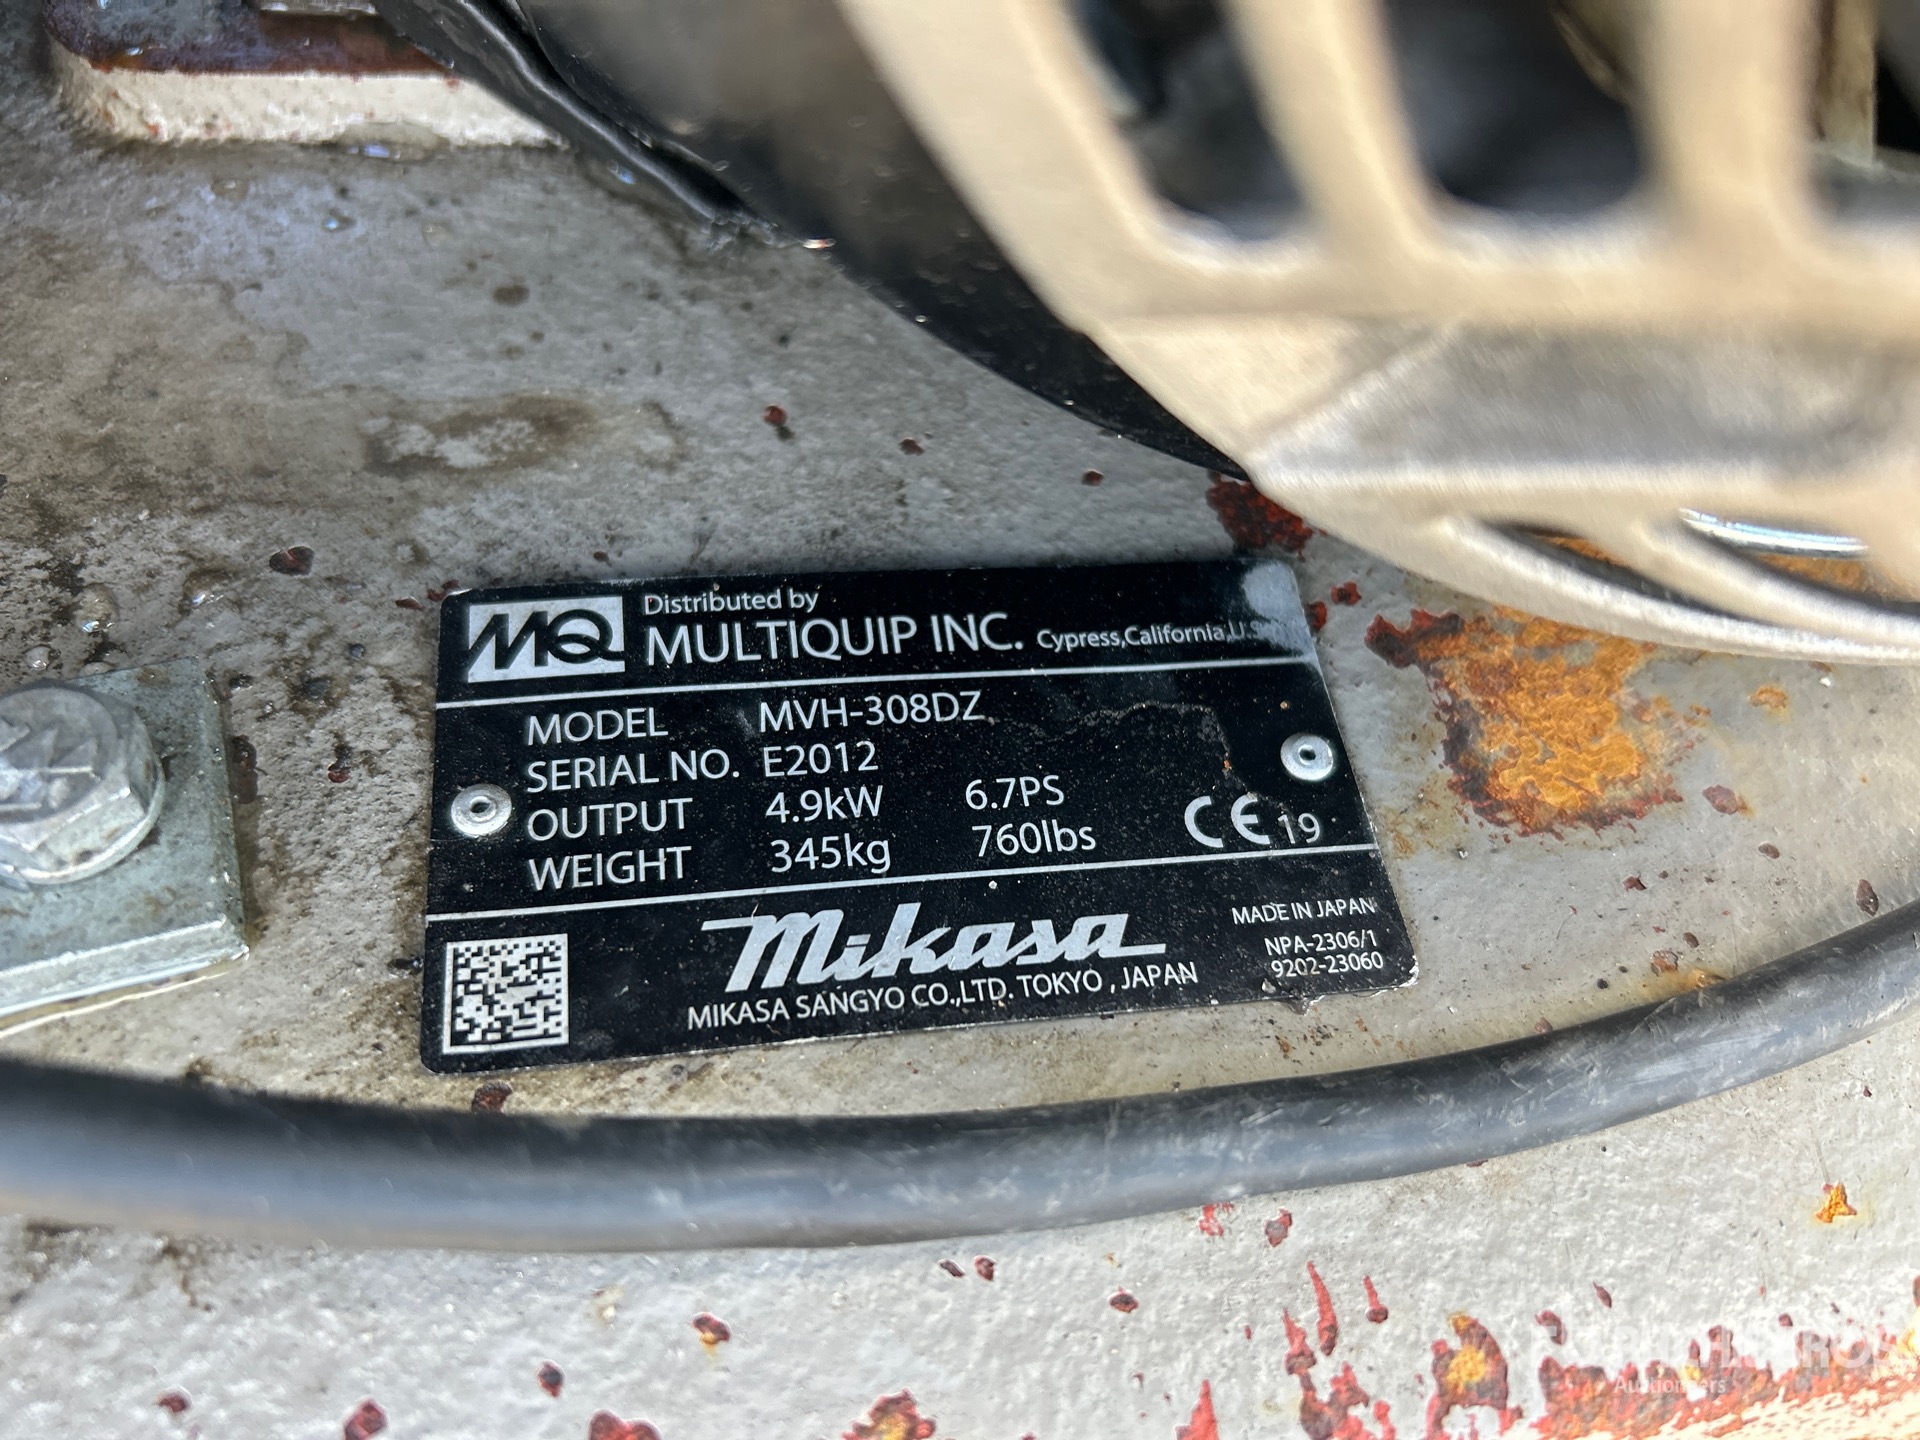 MQ
Distributed by
MULTIQUIP INC. Cypress,California,U.S
MODEL MVH-308DZ
SERIAL NO. E2012
OUTPUT 4.9kW 6.7PS
WEIGHT 345kg 760lbs
CE 19
Mikasa
MIKASA SANGYO CO.,LTD. TOKYO , JAPAN
MADE IN JAPAN
NPA-2306/1
9202-23060
Auctioneers